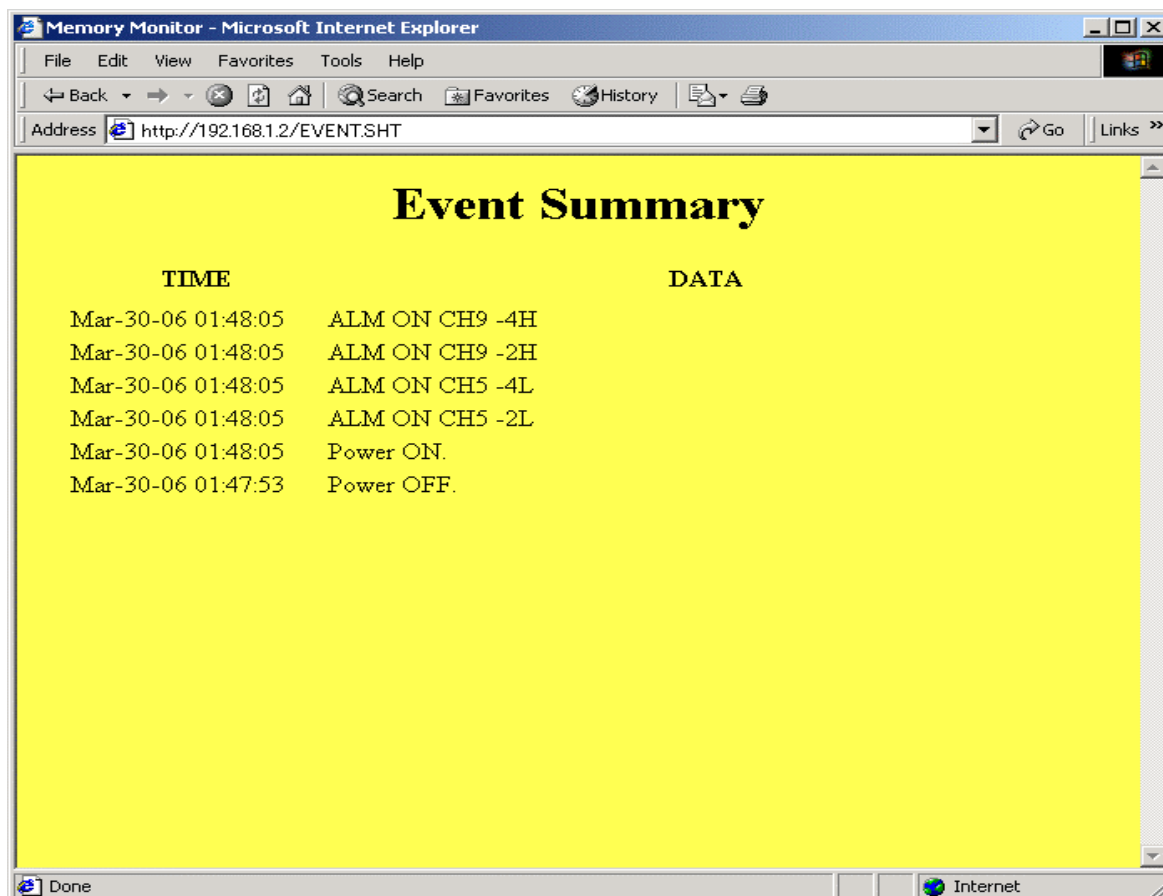 Memory Monitor - Microsoft Internet Explorer
File Edit View Favorites Tools Help
Back Search Favorites History
Address http://192.168.1.2/EVENT.SHT Go Links »
Event Summary
TIME DATA
Mar-30-06 01:48:05 ALM ON CH9 -4H
Mar-30-06 01:48:05 ALM ON CH9 -2H
Mar-30-06 01:48:05 ALM ON CH5 -4L
Mar-30-06 01:48:05 ALM ON CH5 -2L
Mar-30-06 01:48:05 Power ON.
Mar-30-06 01:47:53 Power OFF.
Done Internet